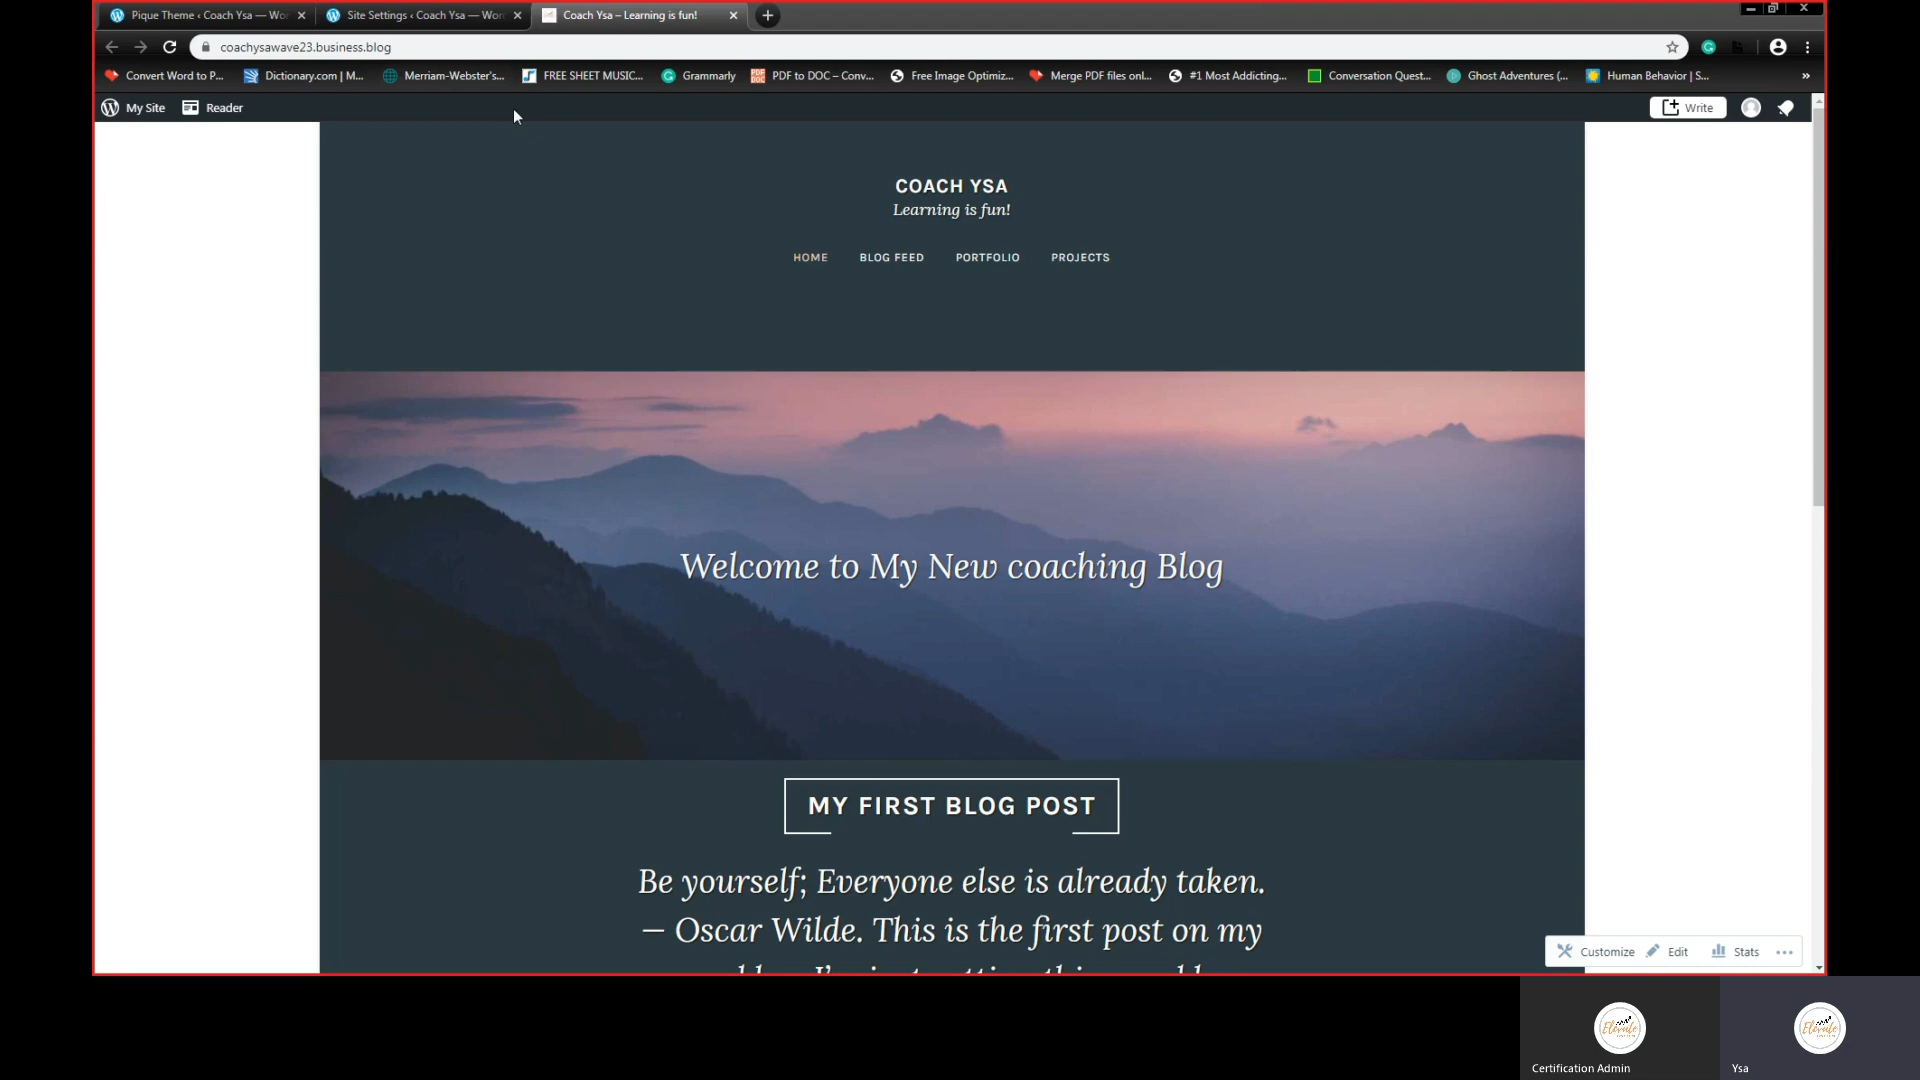 Pique Theme ‹ Coach Ysa — Wor
Site Settings ‹ Coach Ysa — Wor
Coach Ysa – Learning is fun!
coachysawave23.business.blog
Convert Word to P...
Dictionary.com | M...
Merriam-Webster's...
FREE SHEET MUSIC...
Grammarly
PDF to DOC – Conv...
Free Image Optimiz...
Merge PDF files onl...
#1 Most Addicting...
Conversation Quest...
Ghost Adventures (...
Human Behavior | S...
»
My Site
Reader
Write
COACH YSA
Learning is fun!
HOME BLOG FEED PORTFOLIO PROJECTS
Welcome to My New coaching Blog
MY FIRST BLOG POST
Be yourself; Everyone else is already taken.
— Oscar Wilde. This is the first post on my
Customize Edit Stats
Elevate
Certification Admin
Elevate
Ysa